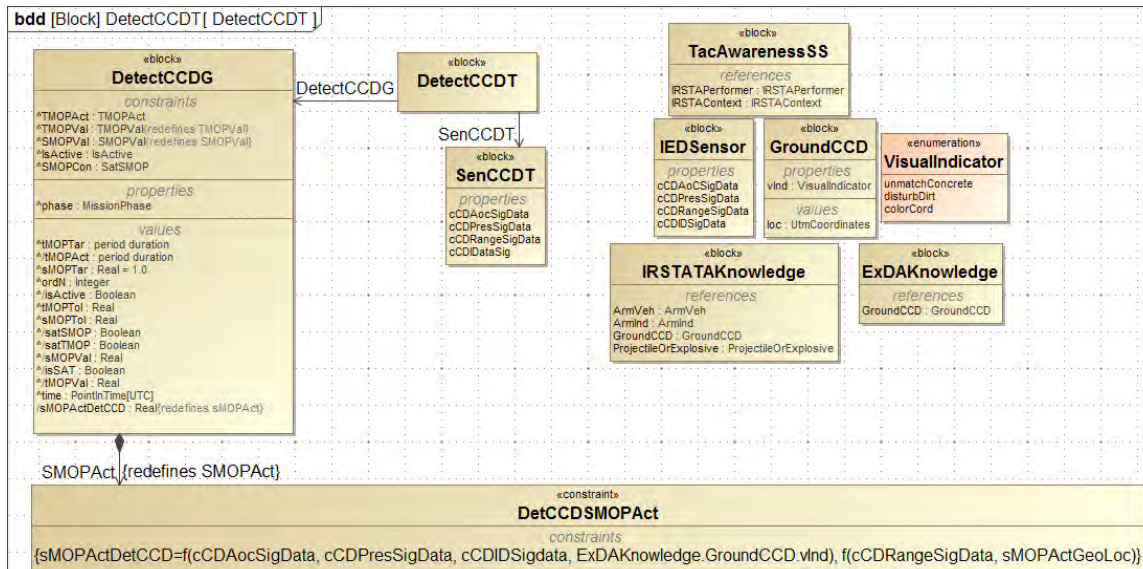 bdd [Block] DetectCCDT[ DetectCCDT ]
«block»
DetectCCDG
constraints
^TMOPAct : TMOPAct
^TMOPVal : TMOPVal{redefines TMOPVal}
^SMOPVal : SMOPVal{redefines SMOPVal}
^IsActive : IsActive
^SMOPCon : SatSMOP
properties
^phase : MissionPhase
values
^tMOPTar : period duration
^/tMOPAct : period duration
^sMOPTar : Real = 1.0
^ordN : Integer
^/isActive : Boolean
^tMOPTol : Real
^sMOPTol : Real
^/satSMOP : Boolean
^/satTMOP : Boolean
^/sMOPVal : Real
^/isSAT : Boolean
^/tMOPVal : Real
^time : PointInTime[UTC]
/sMOPActDetCCD : Real{redefines sMOPAct}
DetectCCDG
«block»
DetectCCDT
SenCCDT
«block»
SenCCDT
properties
cCDAocSigData
cCDPresSigData
cCDRangeSigData
cCDIDataSig
«block»
TacAwarenessSS
references
IRSTAPerformer : IRSTAPerformer
IRSTAContext : IRSTAContext
«block»
IEDSensor
properties
cCDAoCSigData
cCDPresSigData
cCDRangeSigData
cCDIDSigData
«block»
GroundCCD
properties
vInd : VisualIndicator
values
loc : UtmCoordinates
«enumeration»
VisualIndicator
unmatchConcrete
disturbDirt
colorCord
«block»
IRSTATAKnowledge
references
ArmVeh : ArmVeh
ArmInd : ArmInd
GroundCCD : GroundCCD
ProjectileOrExplosive : ProjectileOrExplosive
«block»
ExDAKnowledge
references
GroundCCD : GroundCCD
SMOPAct {redefines SMOPAct}
«constraint»
DetCCDSMOPAct
constraints
{sMOPActDetCCD=f(cCDAocSigData, cCDPresSigData, cCDIDSigdata, ExDAKnowledge.GroundCCD.vInd), f(cCDRangeSigData, sMOPActGeoLoc)}